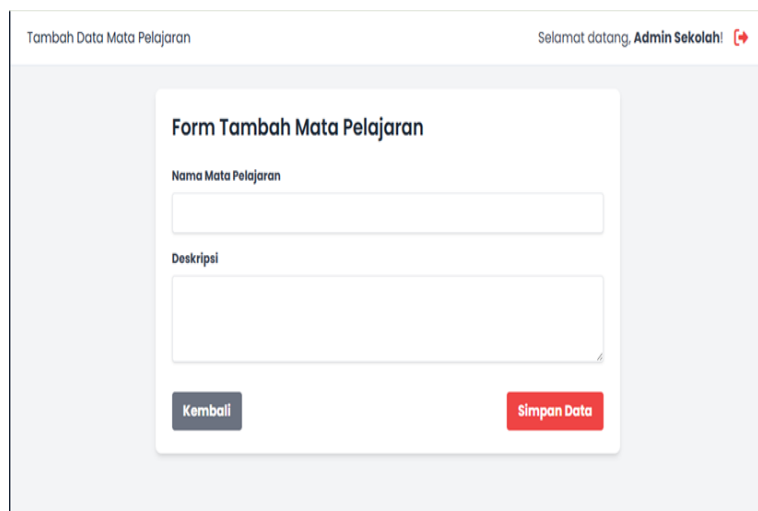 Tambah Data Mata Pelajaran
Selamat datang, Admin Sekolah!
Form Tambah Mata Pelajaran
Nama Mata Pelajaran
Deskripsi
Kembali
Simpan Data